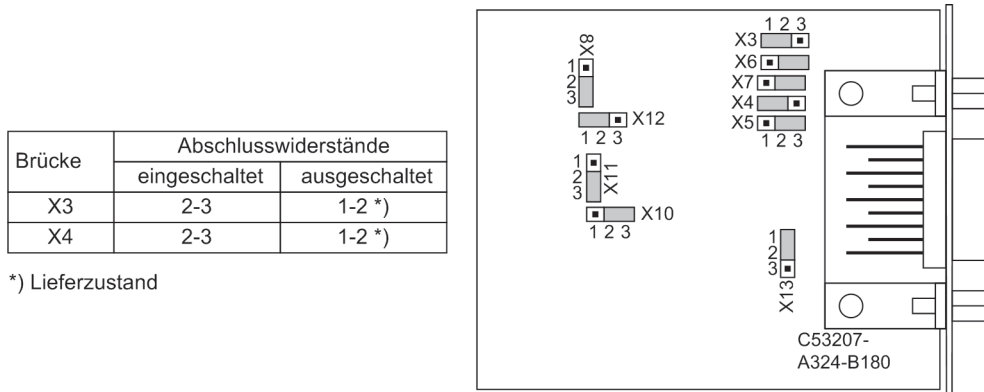 Brücke Abschlusswiderstände
eingeschaltet ausgeschaltet
X3 2-3 1-2 *)
X4 2-3 1-2 *)
*) Lieferzustand
X8
1
2
3
X12
1 2 3
1
2
3
X11
X10
1 2 3
1 2 3
X3
X6
X7
X4
X5
1 2 3
1
2
3
X13
C53207-
A324-B180